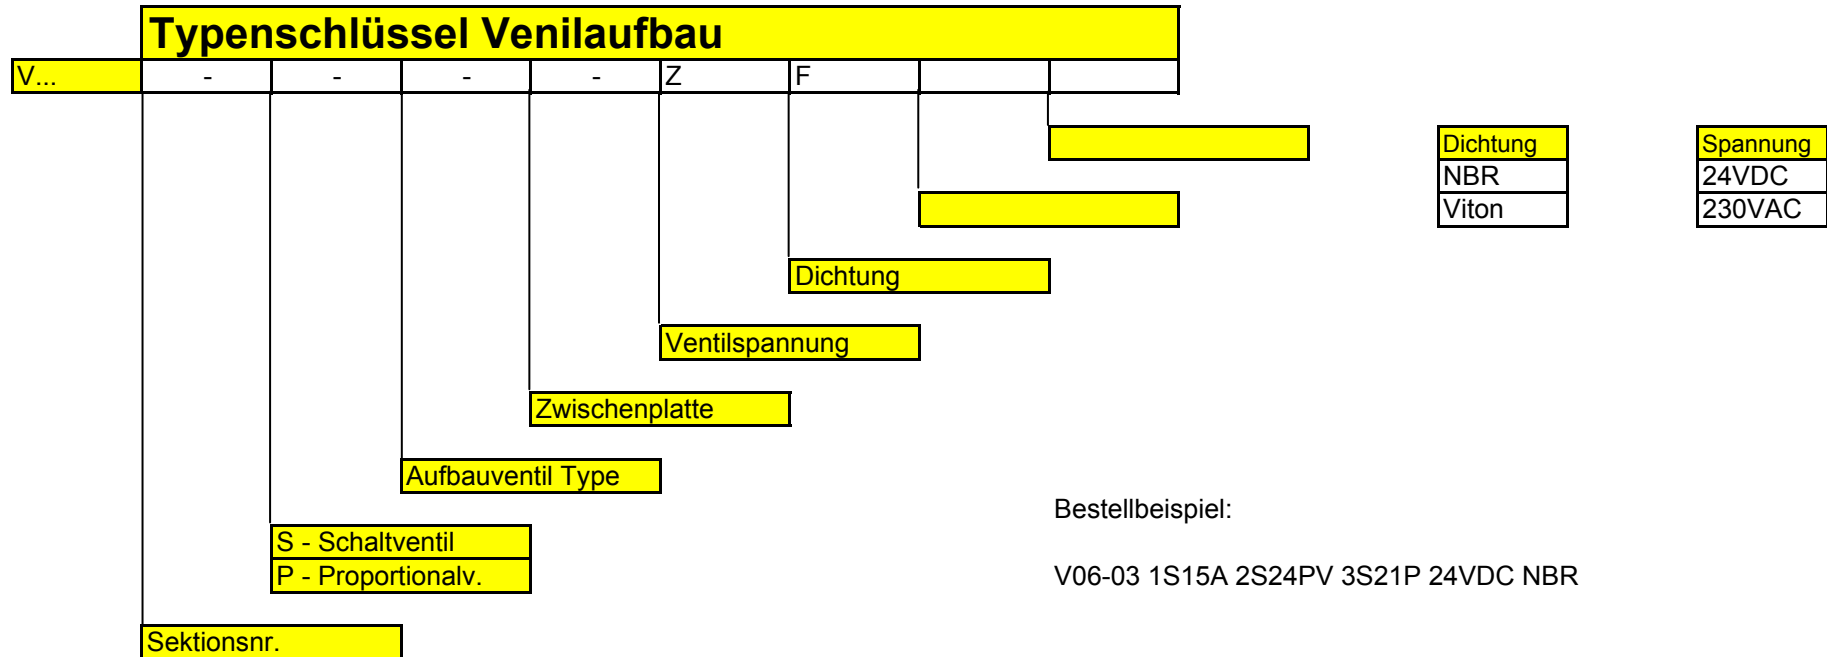 Typenschlüssel Venilaufbau
V... - - - - Z F
Dichtung Spannung
NBR 24VDC
Viton 230VAC
Dichtung
Ventilspannung
Zwischenplatte
Aufbauventil Type
Bestellbeispiel:
S - Schaltventil
P - Proportionalv. V06-03 1S15A 2S24PV 3S21P 24VDC NBR
Sektionsnr.